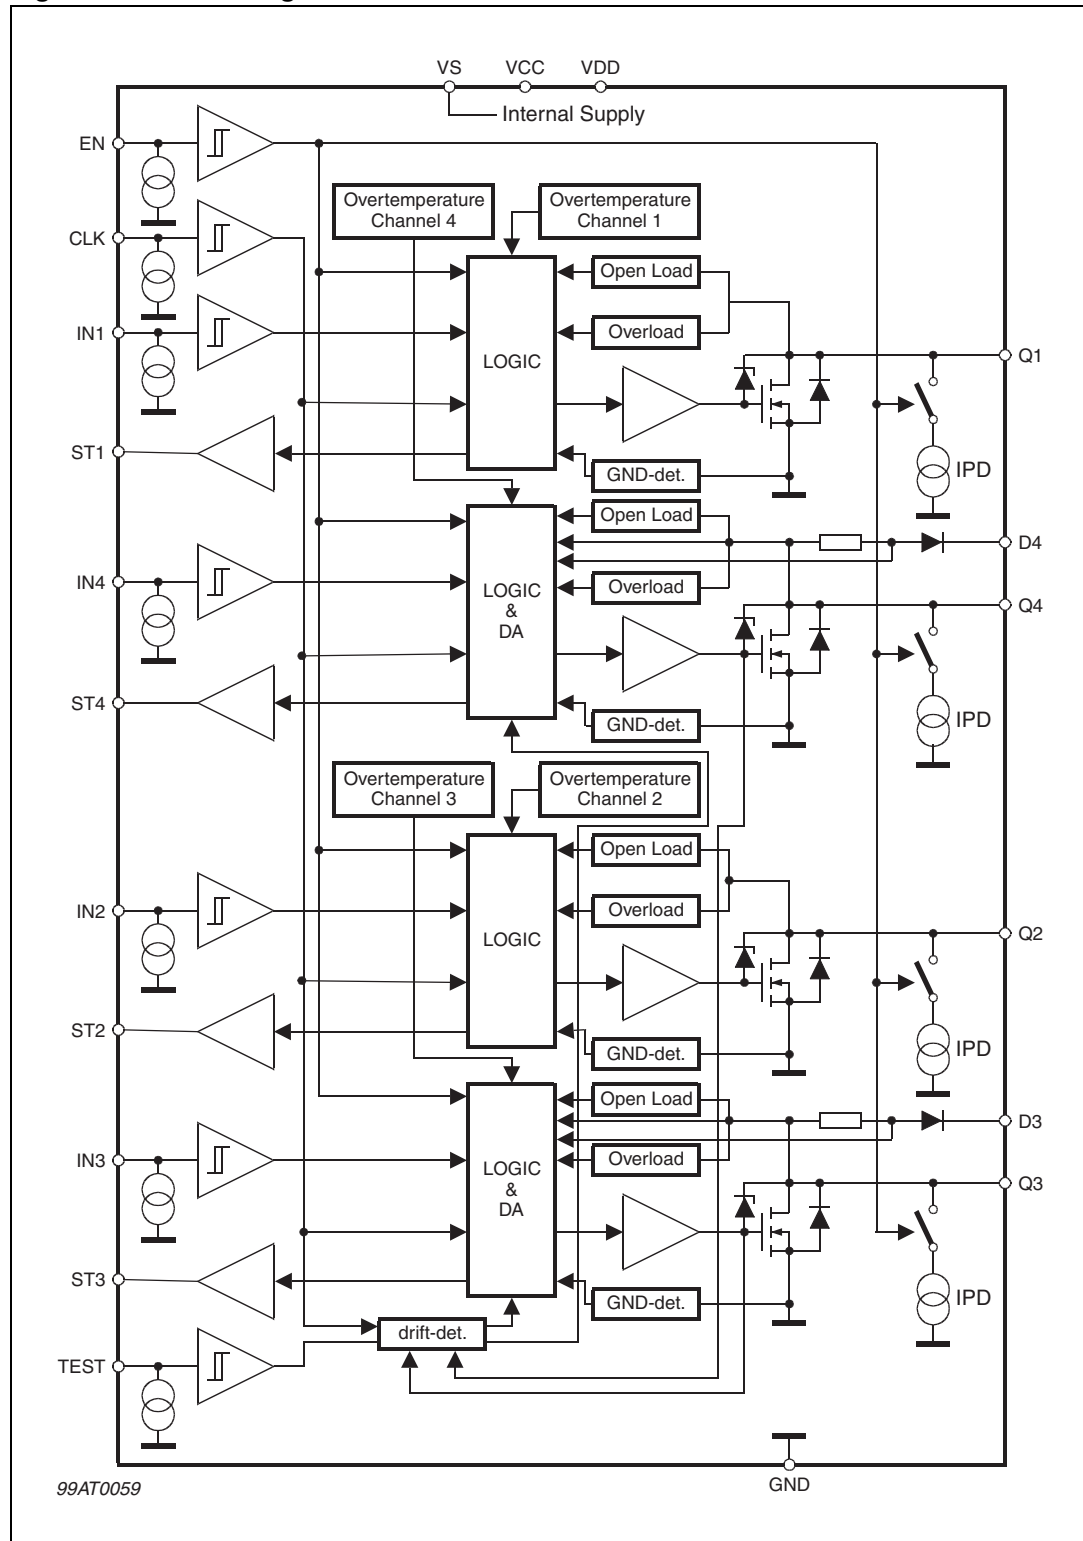 VS VCC VDD
Internal Supply
EN
Overtemperature
Channel 4
Overtemperature
Channel 1
CLK
Open Load
IN1
Overload
LOGIC
Q1
ST1
GND-det.
IPD
Open Load
D4
IN4
LOGIC
&
DA
Overload
Q4
ST4
GND-det.
IPD
Overtemperature
Channel 3
Overtemperature
Channel 2
Open Load
IN2
Overload
LOGIC
Q2
ST2
GND-det.
IPD
Open Load
D3
IN3
LOGIC
&
DA
Overload
Q3
ST3
GND-det.
IPD
drift-det.
TEST
GND
99AT0059